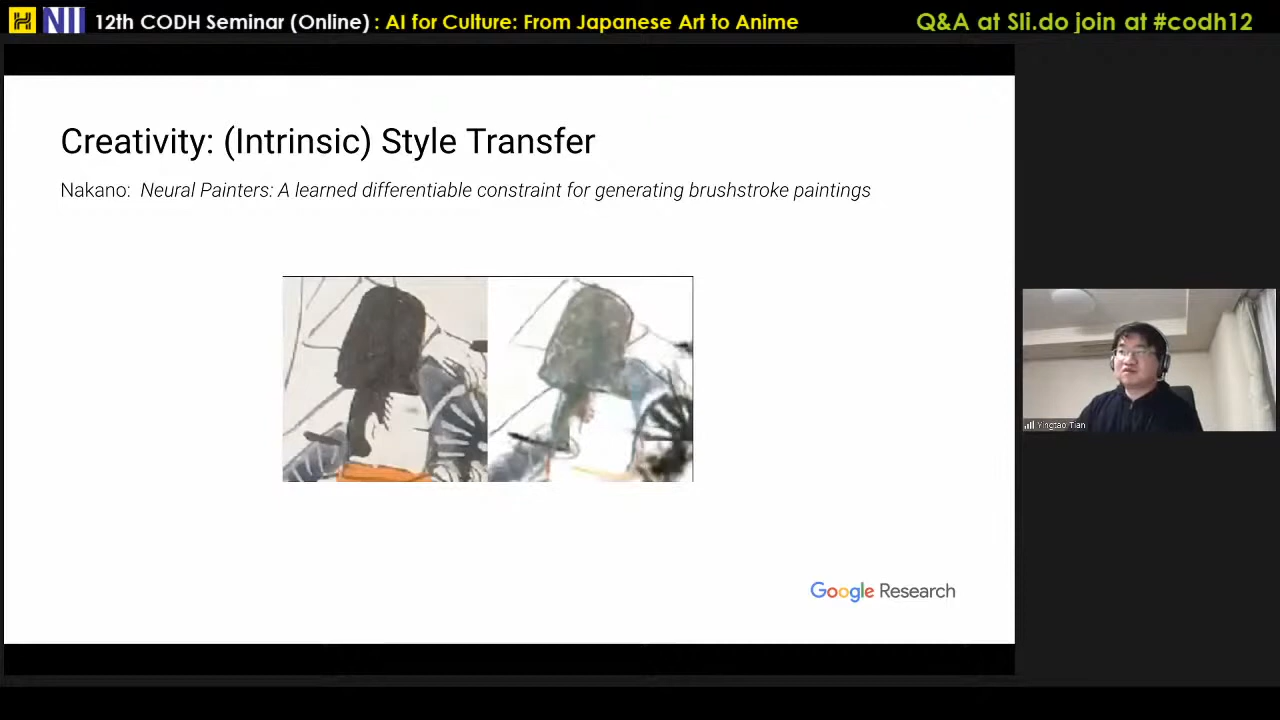 12th CODH Seminar (Online) : AI for Culture: From Japanese Art to Anime
Q&A at Sli.do join at #codh12
NII
Creativity: (Intrinsic) Style Transfer
Nakano: Neural Painters: A learned differentiable constraint for generating brushstroke paintings
Yingtao Tian
Google Research